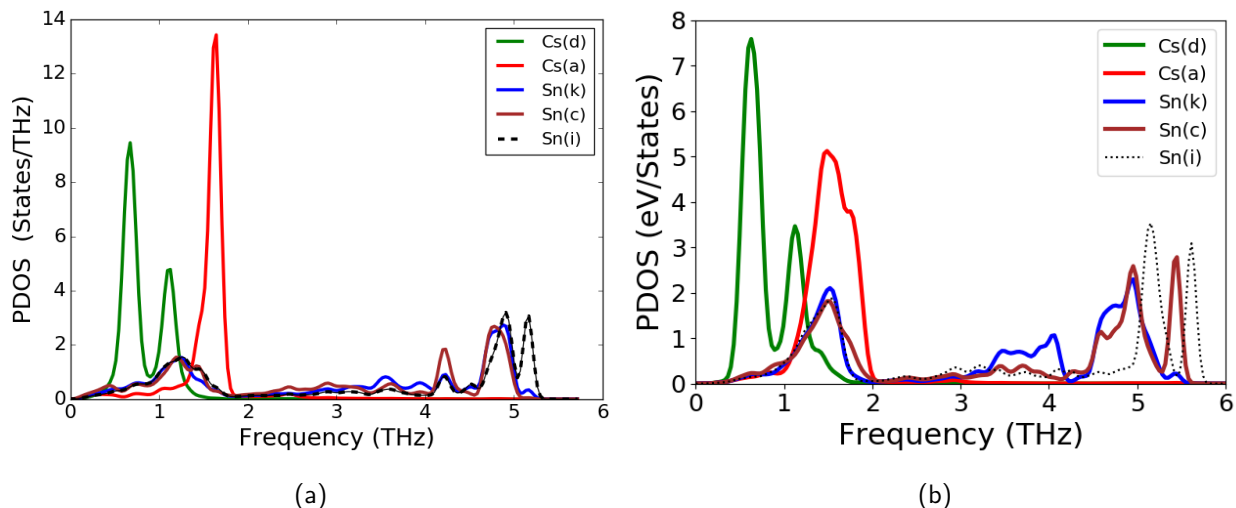 14
12
10
8
6
4
2
0
PDOS (States/THz)
0 1 2 3 4 5 6
Frequency (THz)
Cs(d)
Cs(a)
Sn(k)
Sn(c)
Sn(i)
(a)
8
7
6
5
4
3
2
1
0
PDOS (eV/States)
0 1 2 3 4 5 6
Frequency (THz)
Cs(d)
Cs(a)
Sn(k)
Sn(c)
Sn(i)
(b)